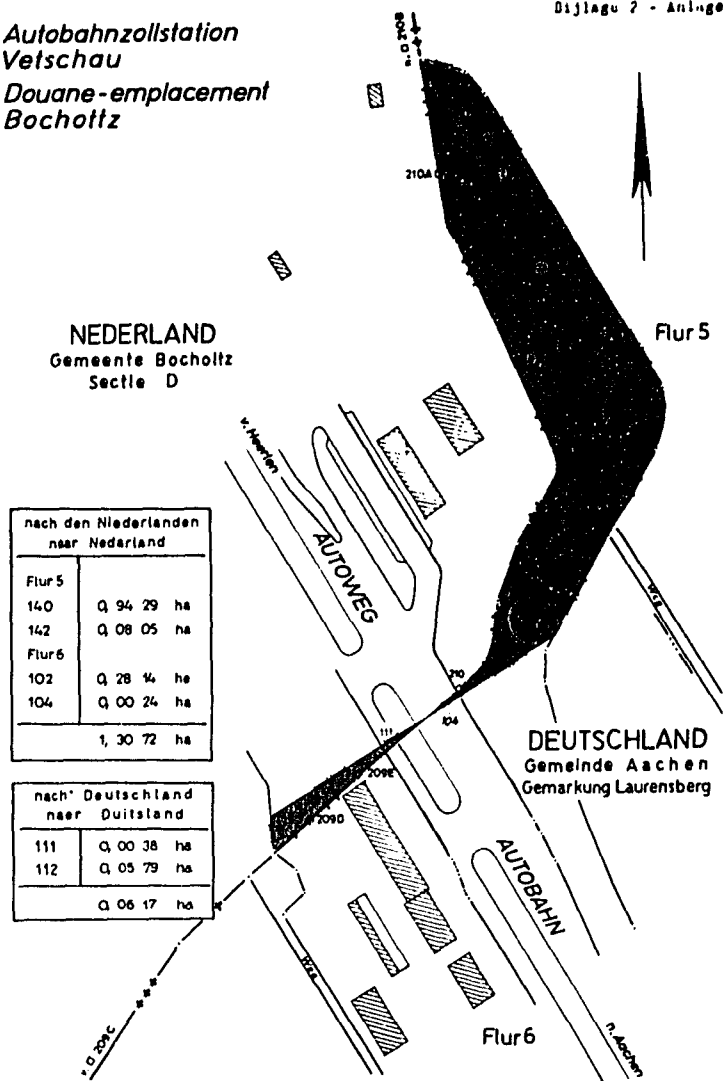 Bijlage 2 - Anlage
Autobahnzollstation
Vetschau
Douane-emplacement
Bocholtz
n. 210B
210A
Flur 5
NEDERLAND
Gemeente Bocholtz
Sectie D
v. Heerlen
AUTOWEG
nach den Niederlanden
naar Nederland
Flur 5
140 0, 94 29 ha
142 0, 08 05 ha
Flur 6
102 0, 28 14 ha
104 0, 00 24 ha
1, 30 72 ha
Weg
210
104
111
209E
209D
DEUTSCHLAND
Gemeinde Aachen
Gemarkung Laurensberg
nach Deutschland
naar Duitsland
111 0, 00 38 ha
112 0, 05 79 ha
0, 06 17 ha
AUTOBAHN
Weg
Flur 6
v. 209C
n. Aachen